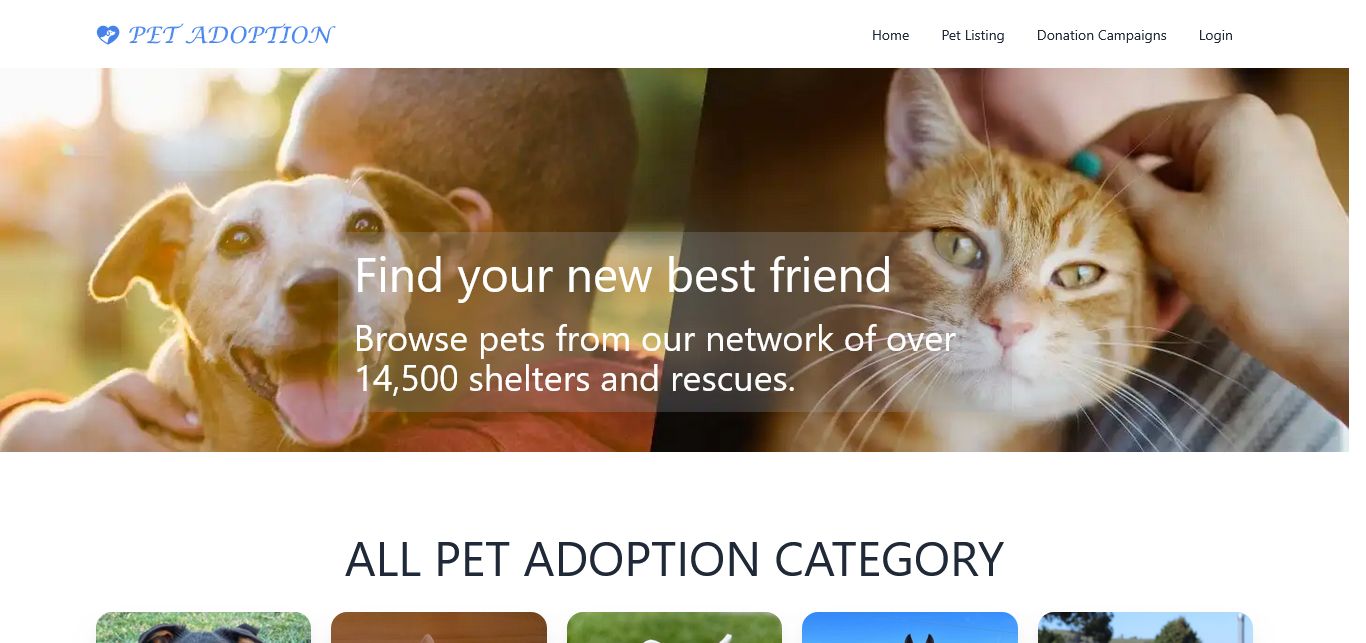 PET ADOPTION
Home
Pet Listing
Donation Campaigns
Login
Find your new best friend
Browse pets from our network of over
14,500 shelters and rescues.
ALL PET ADOPTION CATEGORY